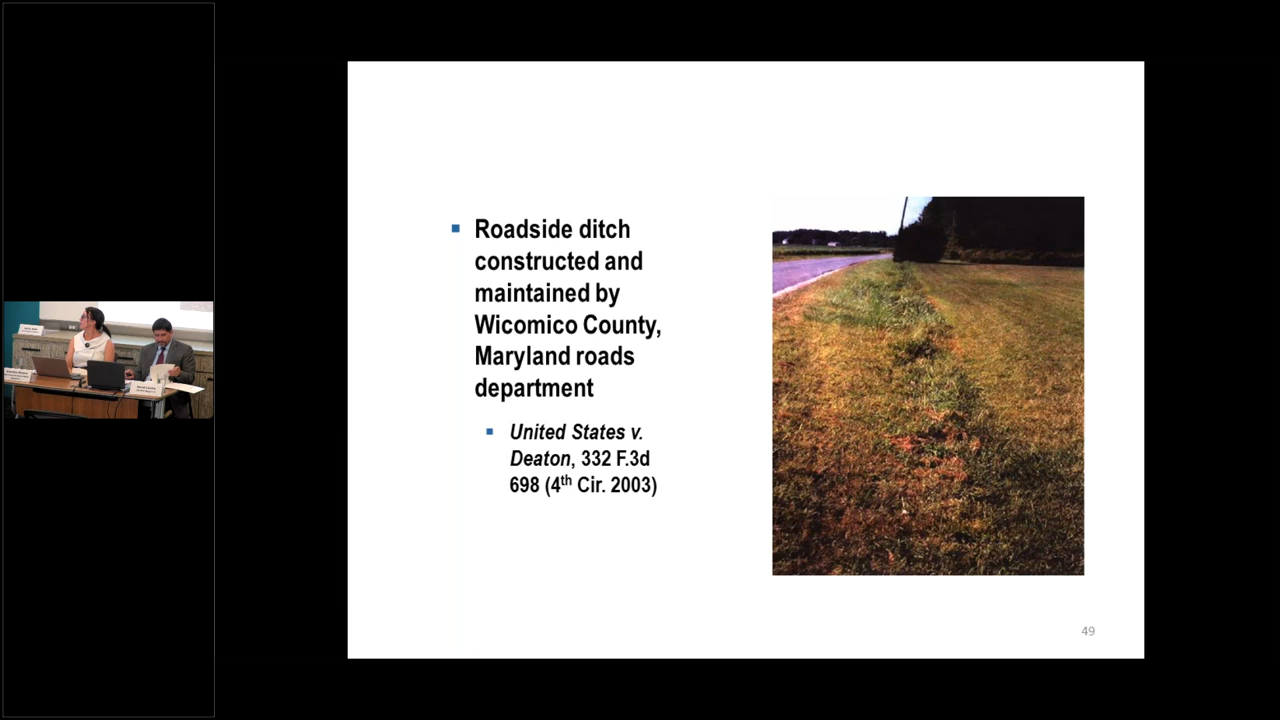 Roadside ditch
constructed and
maintained by
Wicomico County,
Maryland roads
department
United States v.
Deaton, 332 F.3d
698 (4th Cir. 2003)
49